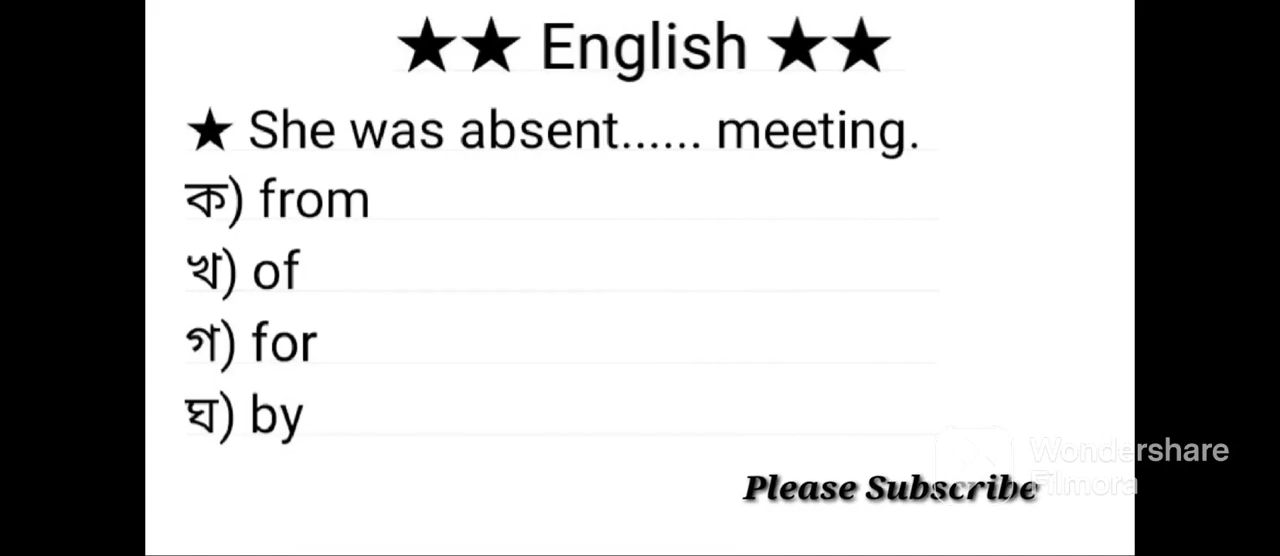 ★★ English ★★
★ She was absent...... meeting.
ক) from
খ) of
গ) for
ঘ) by
Wondershare
Filmora
Please Subscribe